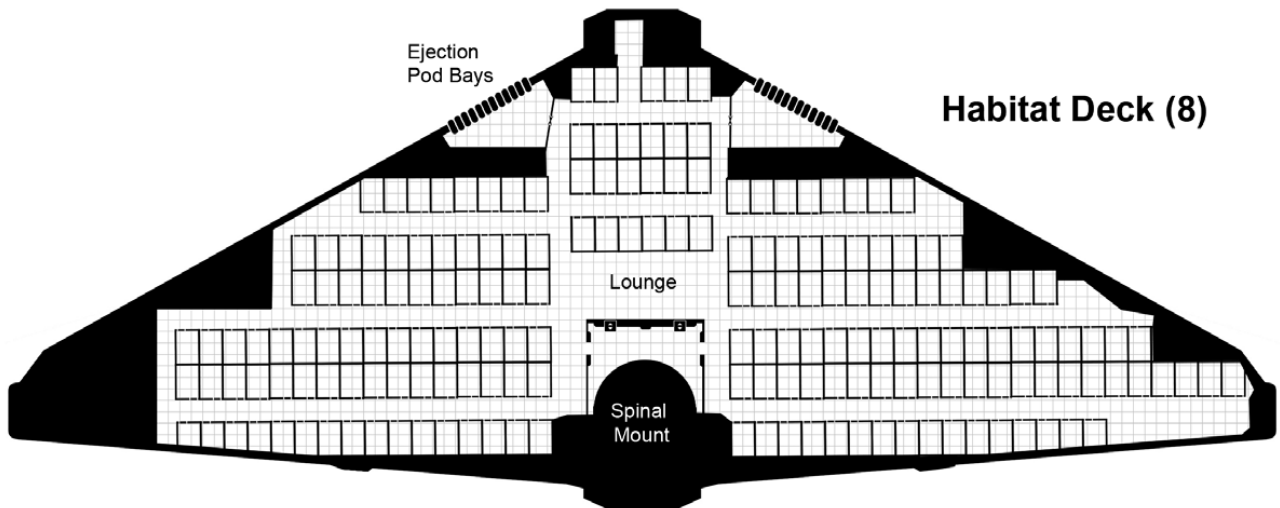 Ejection
Pod Bays
Habitat Deck (8)
Lounge
Spinal
Mount